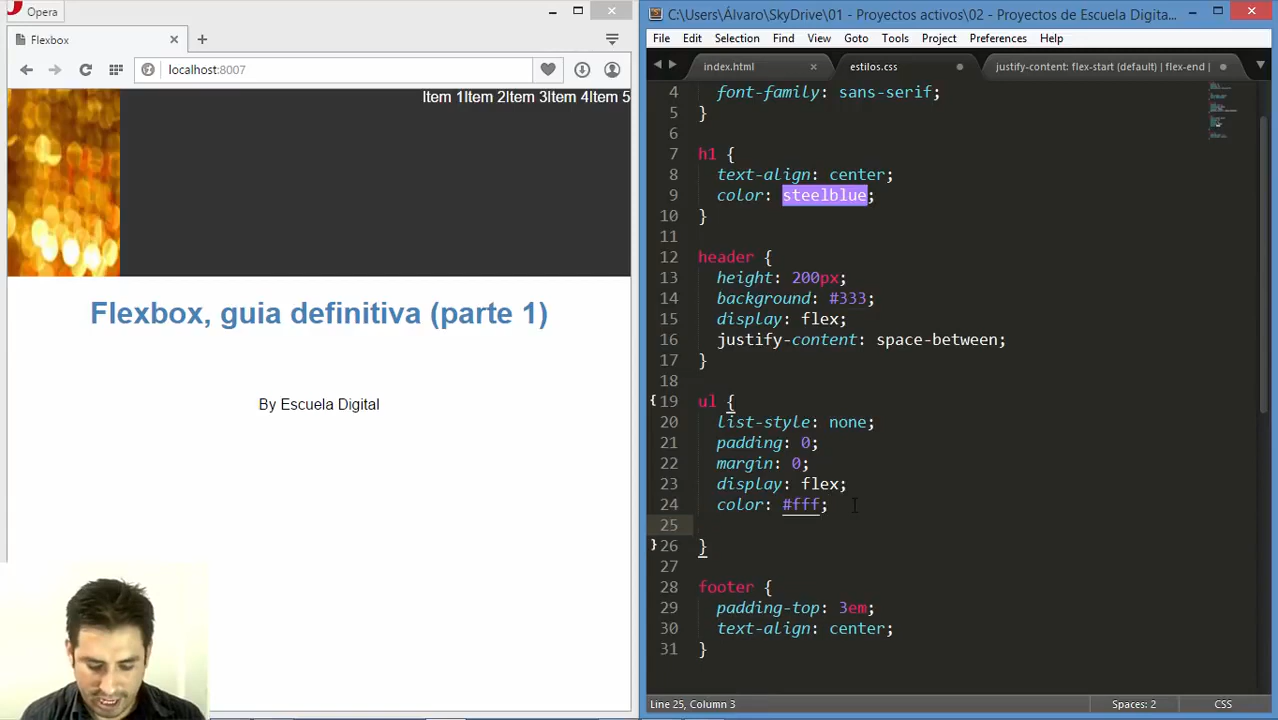 Opera
Flexbox
localhost:8007
Item 1Item 2Item 3Item 4Item 5
Flexbox, guia definitiva (parte 1)
By Escuela Digital
C:\Users\Álvaro\SkyDrive\01 - Proyectos activos\02 - Proyectos de Escuela Digita...
File Edit Selection Find View Goto Tools Project Preferences Help
index.html estilos.css justify-content: flex-start (default) | flex-end |
4 font-family: sans-serif;
5 }
6
7 h1 {
8 text-align: center;
9 color: steelblue;
10 }
11
12 header {
13 height: 200px;
14 background: #333;
15 display: flex;
16 justify-content: space-between;
17 }
18
19 ul {
20 list-style: none;
21 padding: 0;
22 margin: 0;
23 display: flex;
24 color: #fff;
25
26 }
27
28 footer {
29 padding-top: 3em;
30 text-align: center;
31 }
Line 25, Column 3 Spaces: 2 CSS